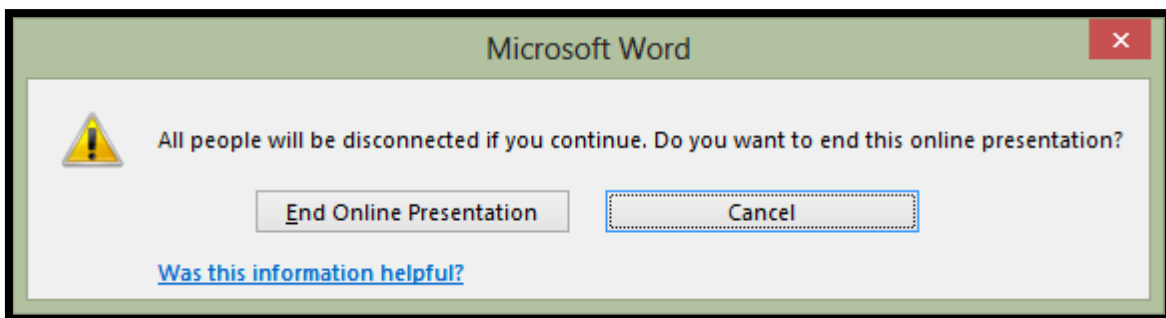 Microsoft Word
All people will be disconnected if you continue. Do you want to end this online presentation?
End Online Presentation
Cancel
Was this information helpful?